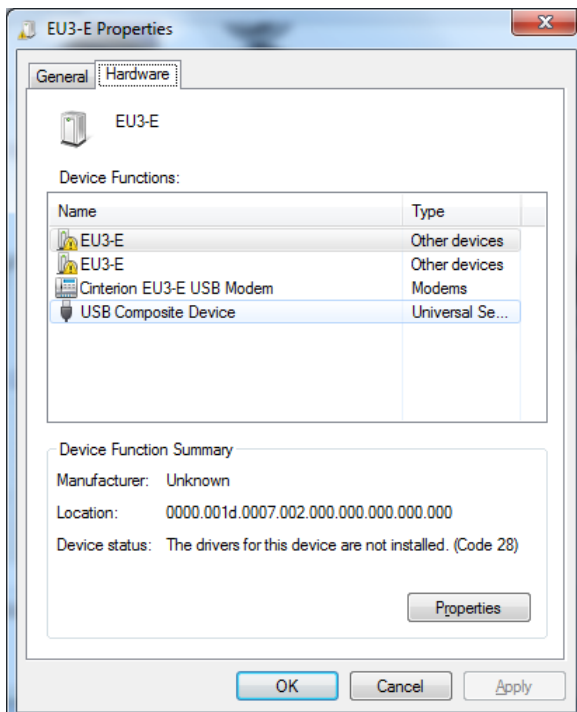 EU3-E Properties
General Hardware
EU3-E
Device Functions:
Name Type
EU3-E Other devices
EU3-E Other devices
Cinterion EU3-E USB Modem Modems
USB Composite Device Universal Se...
Device Function Summary
Manufacturer: Unknown
Location: 0000.001d.0007.002.000.000.000.000.000
Device status: The drivers for this device are not installed. (Code 28)
Properties
OK Cancel Apply